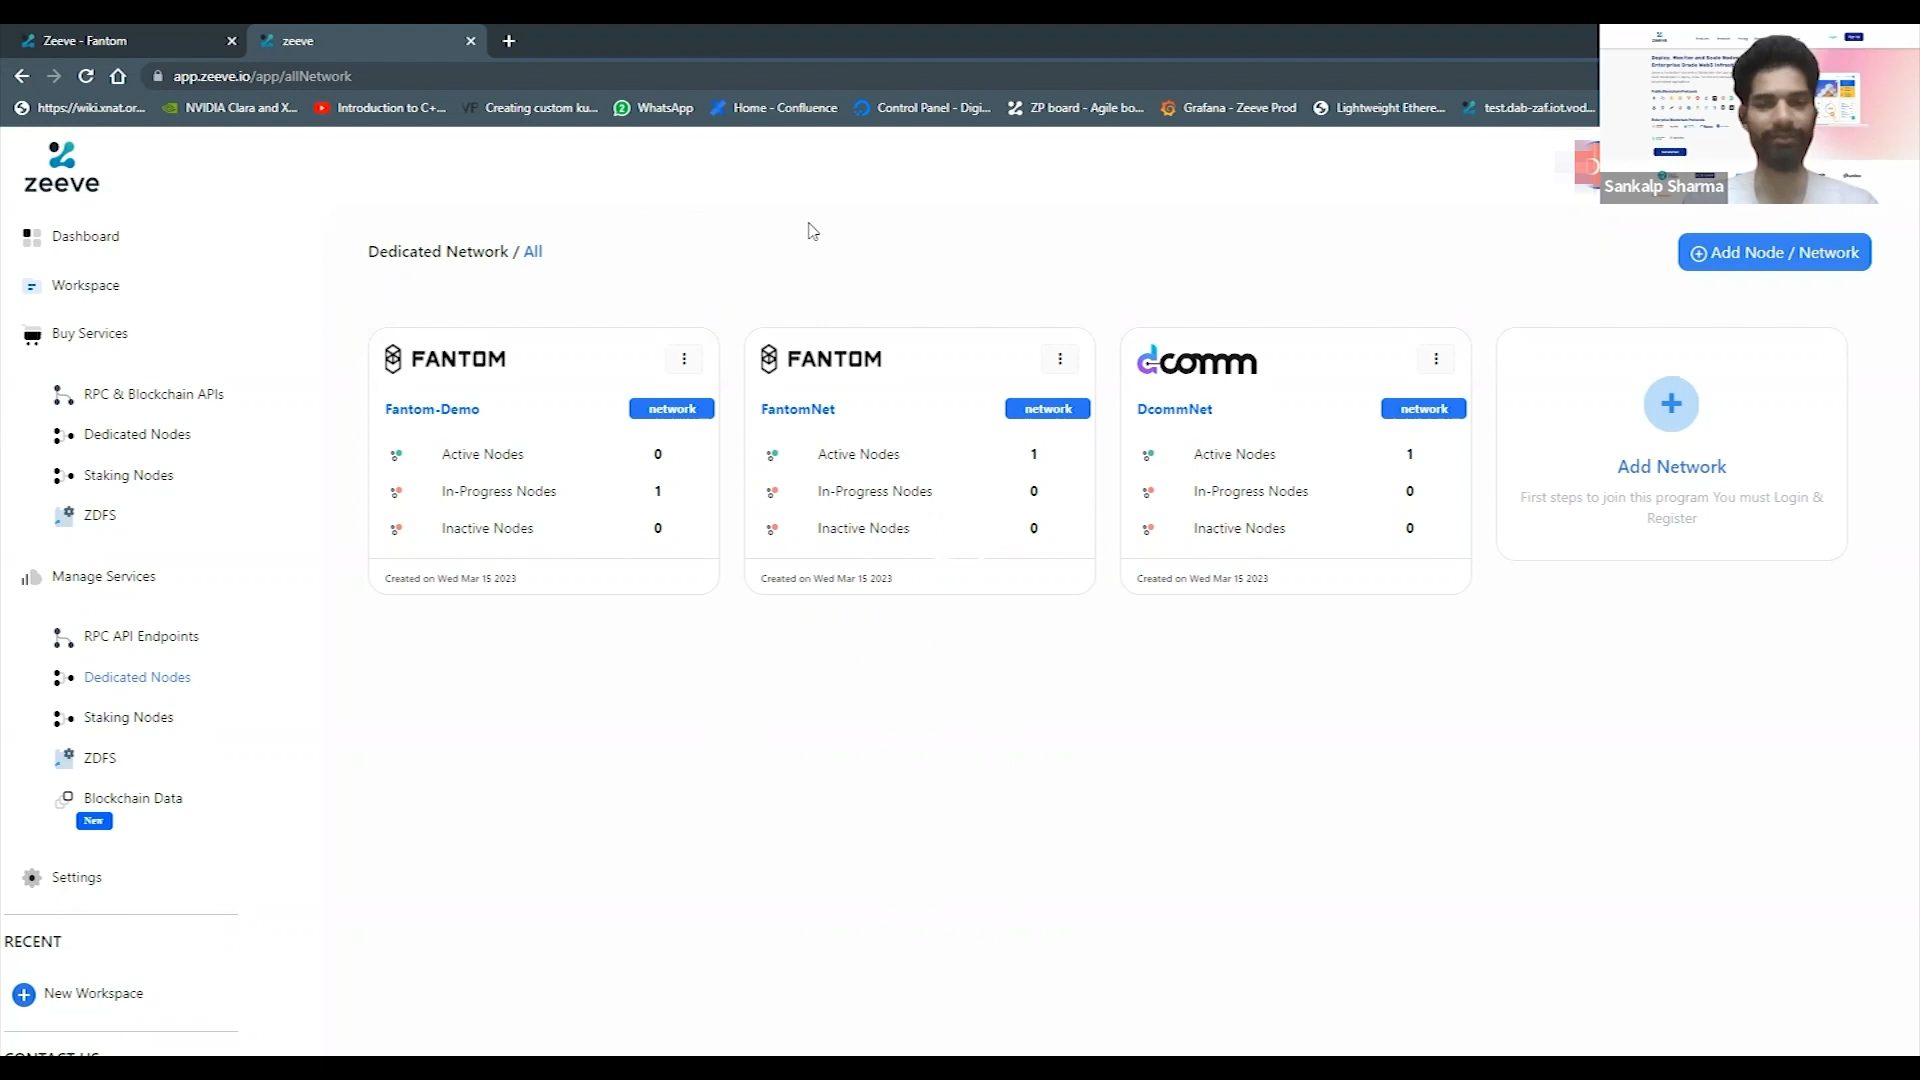 Zeeve - Fantom
zeeve
app.zeeve.io/app/allNetwork
https://wiki.xnat.or...
NVIDIA Clara and X...
Introduction to C+...
VP Creating custom ku...
WhatsApp
Home - Confluence
Control Panel - Digi...
ZP board - Agile bo...
Grafana - Zeeve Prod
Lightweight Ethere...
test.dab-zaf.iot.vod...
Sankalp Sharma
zeeve
Dashboard
Workspace
Buy Services
RPC & Blockchain APIs
Dedicated Nodes
Staking Nodes
ZDFS
Manage Services
RPC API Endpoints
Dedicated Nodes
Staking Nodes
ZDFS
Blockchain Data
New
Settings
RECENT
New Workspace
CONTACT US
Dedicated Network / All
Add Node / Network
FANTOM
Fantom-Demo
network
Active Nodes 0
In-Progress Nodes 1
Inactive Nodes 0
Created on Wed Mar 15 2023
FANTOM
FantomNet
network
Active Nodes 1
In-Progress Nodes 0
Inactive Nodes 0
Created on Wed Mar 15 2023
dcomm
DcommNet
network
Active Nodes 1
In-Progress Nodes 0
Inactive Nodes 0
Created on Wed Mar 15 2023
Add Network
First steps to join this program You must Login &
Register